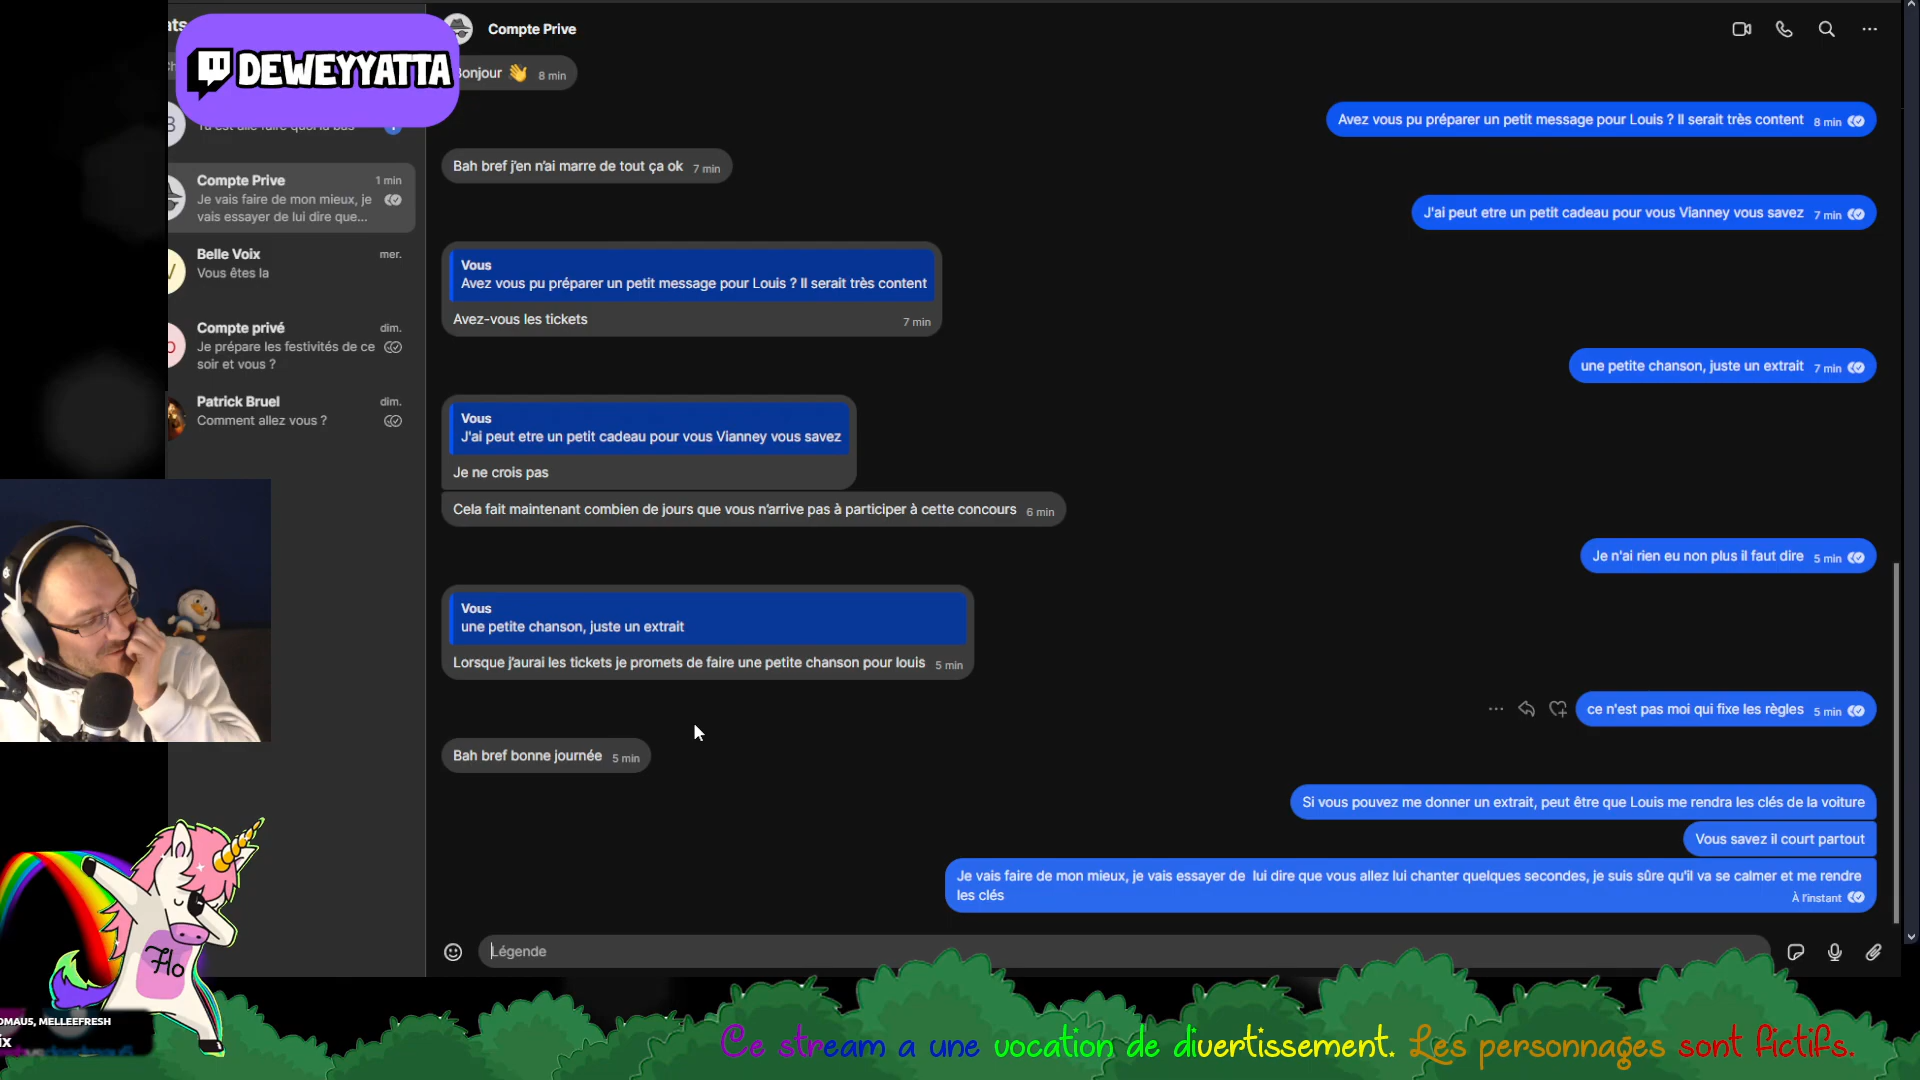 DEWEYYATTA
Compte Prive
1 min
Je vais faire de mon mieux, je
vais essayer de lui dire que...
Belle Voix
mer.
Vous êtes la
Compte privé
dim.
Je prépare les festivités de ce
soir et vous ?
Patrick Bruel
dim.
Comment allez vous ?
Compte Prive
Bonjour 👋 8 min
Avez vous pu préparer un petit message pour Louis ? Il serait très content 8 min
Bah bref j'en n'ai marre de tout ça ok 7 min
J'ai peut etre un petit cadeau pour vous Vianney vous savez 7 min
Vous
Avez vous pu préparer un petit message pour Louis ? Il serait très content
Avez-vous les tickets 7 min
une petite chanson, juste un extrait 7 min
Vous
J'ai peut etre un petit cadeau pour vous Vianney vous savez
Je ne crois pas
Cela fait maintenant combien de jours que vous n'arrive pas à participer à cette concours 6 min
Je n'ai rien eu non plus il faut dire 5 min
Vous
une petite chanson, juste un extrait
Lorsque j'aurai les tickets je promets de faire une petite chanson pour louis 5 min
ce n'est pas moi qui fixe les règles 5 min
Bah bref bonne journée 5 min
Si vous pouvez me donner un extrait, peut être que Louis me rendra les clés de la voiture
Vous savez il court partout
Je vais faire de mon mieux, je vais essayer de lui dire que vous allez lui chanter quelques secondes, je suis sûre qu'il va se calmer et me rendre
les clés
À l'instant
Légende
Flo
OMAU5, MELLEEFRESH
ix
Ce stream a une vocation de divertissement. Les personnages sont fictifs.